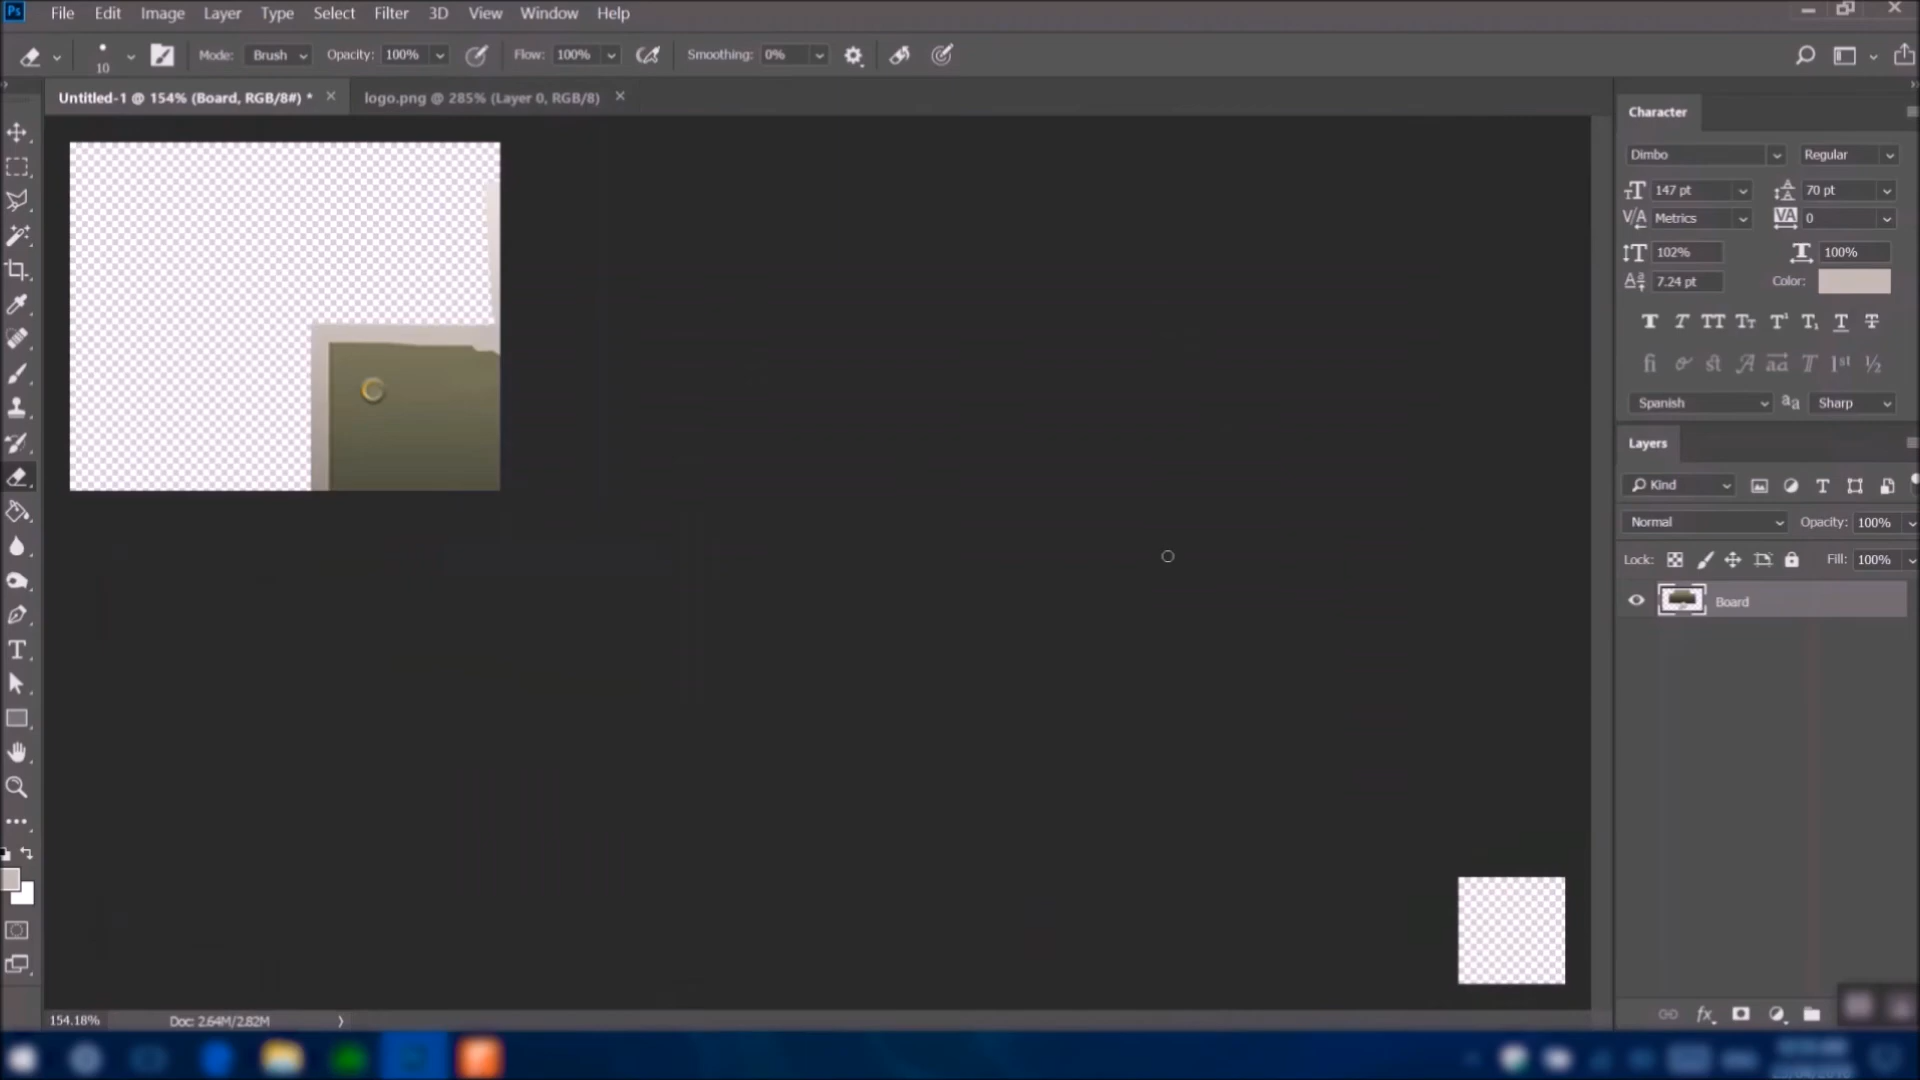 Ps File Edit Image Layer Type Select Filter 3D View Window Help
10 Mode: Brush Opacity: 100% Flow: 100% Smoothing: 0%
Untitled-1 @ 154% (Board, RGB/8#) * × logo.png @ 285% (Layer 0, RGB/8) ×
Character
Dimbo Regular
147 pt 70 pt
Metrics 0
102% 100%
7.24 pt Color:
Spanish Sharp
Layers
Kind
Normal Opacity: 100%
Lock: Fill: 100%
Board
154.18% Doc: 2.64M/2.82M